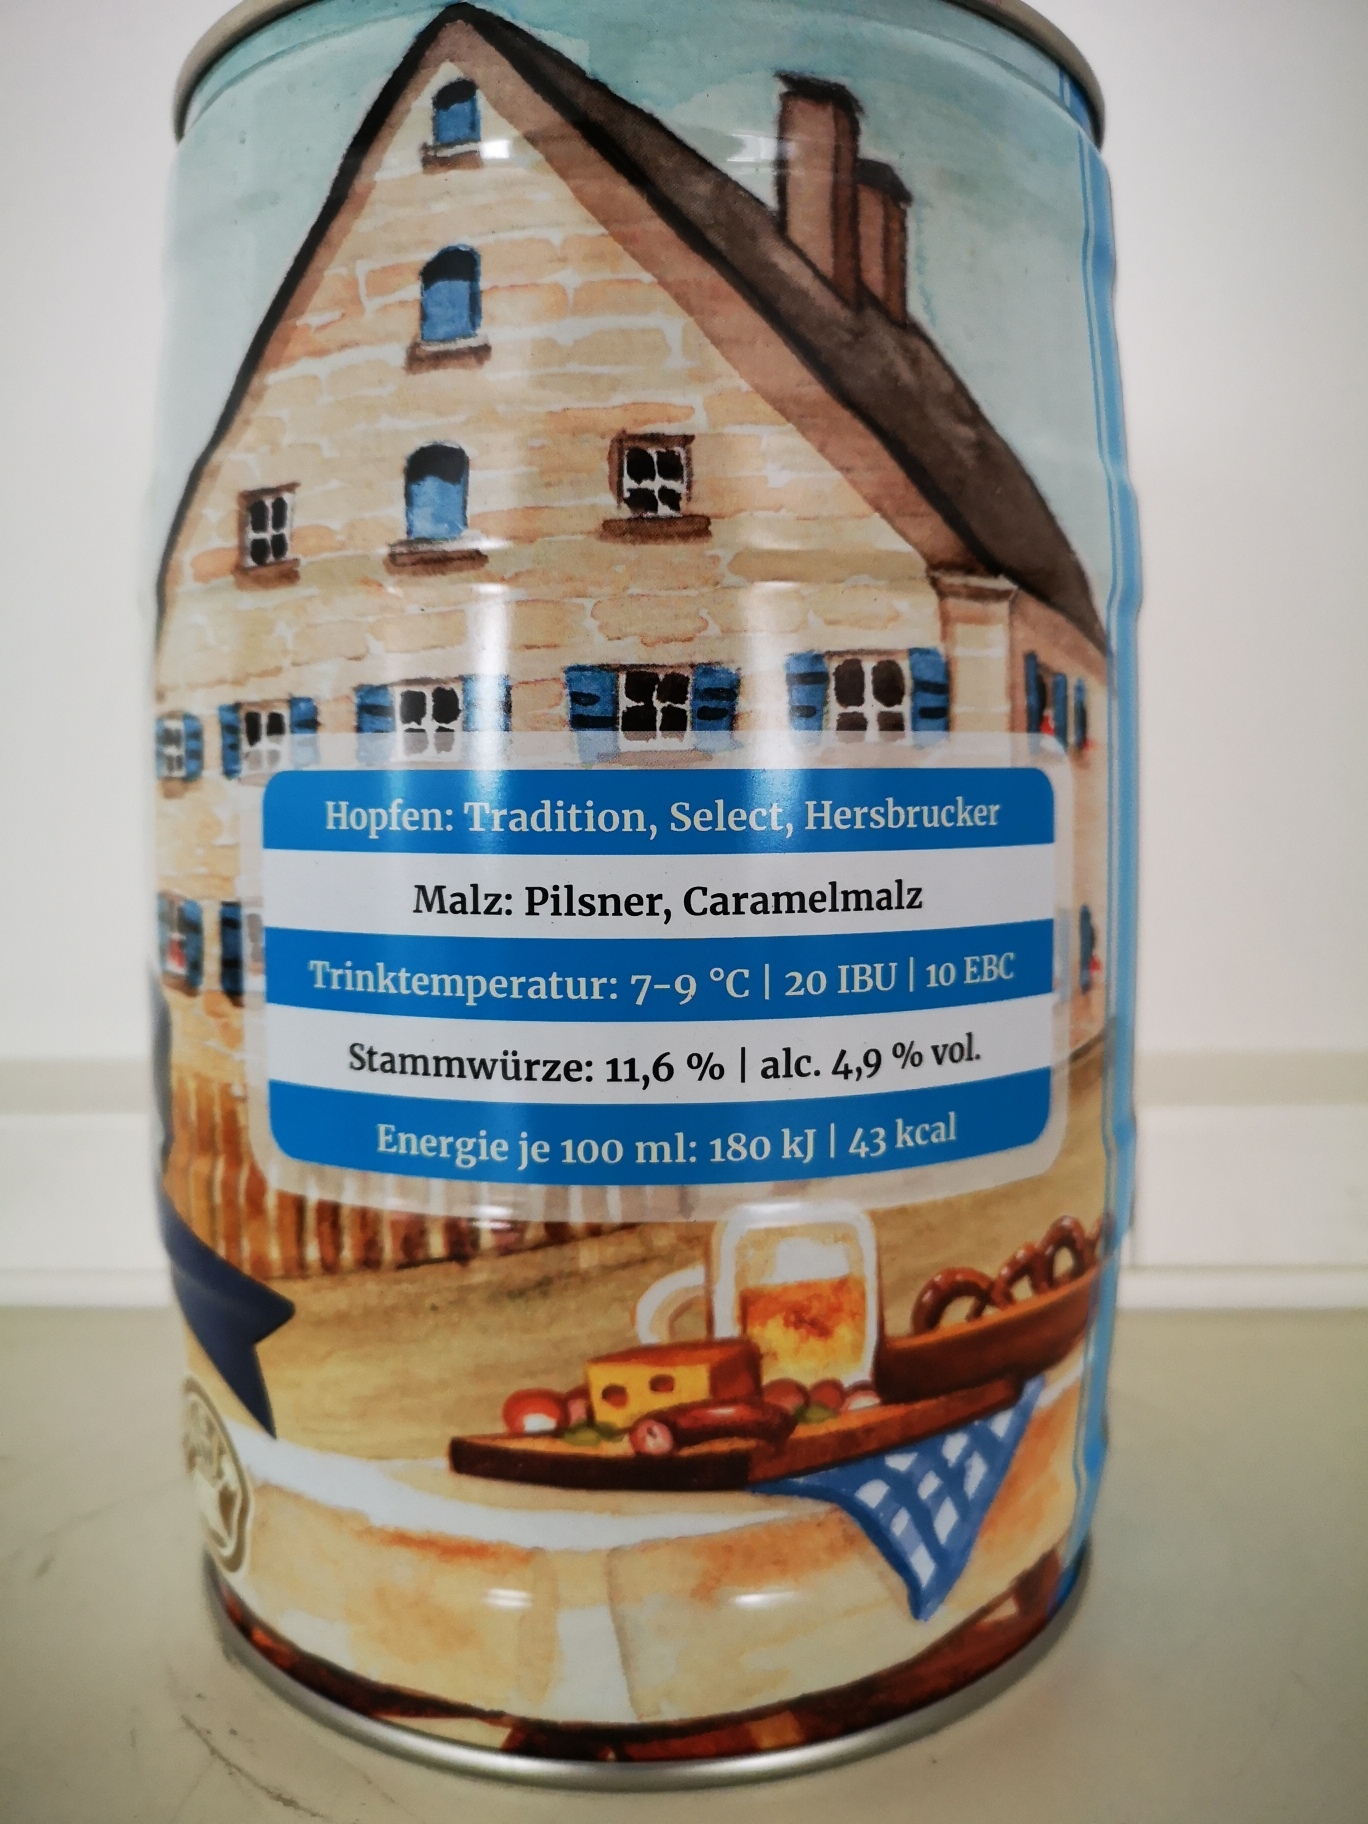 Hopfen: Tradition, Select, Hersbrucker
Malz: Pilsner, Caramelmalz
Trinktemperatur: 7-9 °C | 20 IBU | 10 EBC
Stammwürze: 11,6 % | alc. 4,9 % vol.
Energie je 100 ml: 180 kJ | 43 kcal